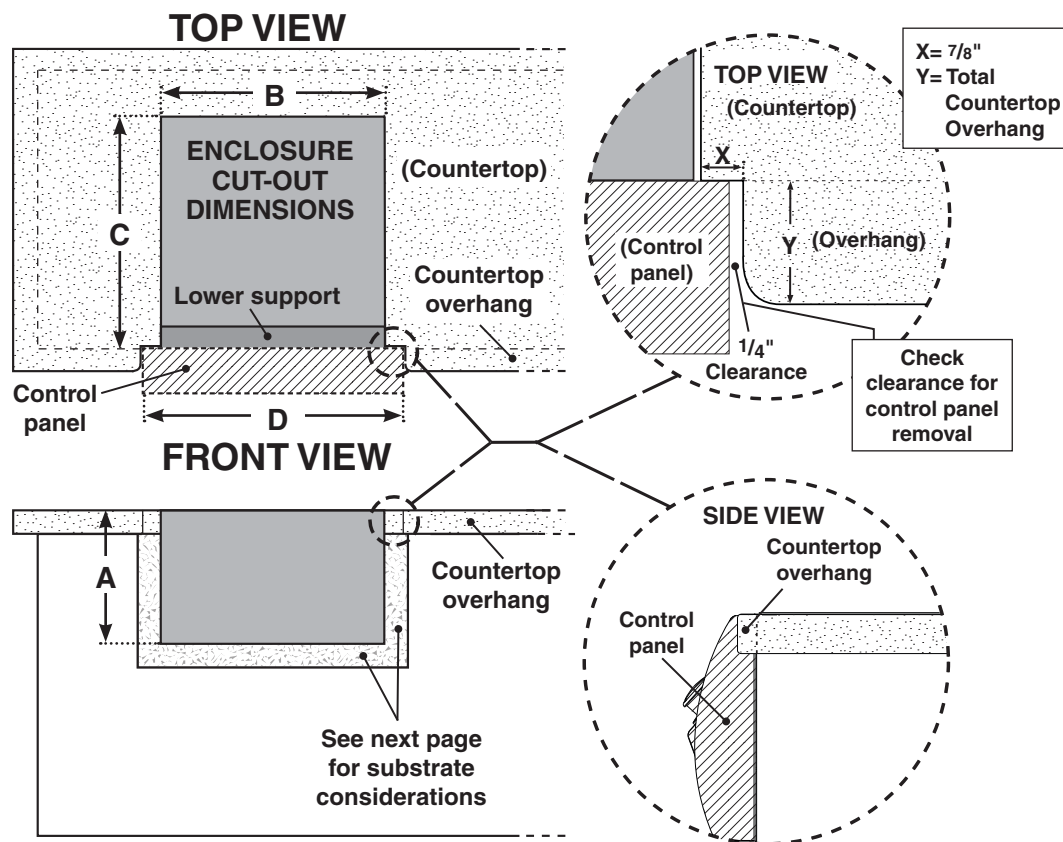 TOP VIEW
B
ENCLOSURE
CUT-OUT
DIMENSIONS
C
(Countertop)
Lower support
Countertop
overhang
Control
panel
D
TOP VIEW
(Countertop)
X
Y
(Overhang)
(Control
panel)
1/4"
Clearance
X= 7/8"
Y= Total
Countertop
Overhang
Check
clearance for
control panel
removal
FRONT VIEW
A
Countertop
overhang
See next page
for substrate
considerations
SIDE VIEW
Countertop
overhang
Control
panel